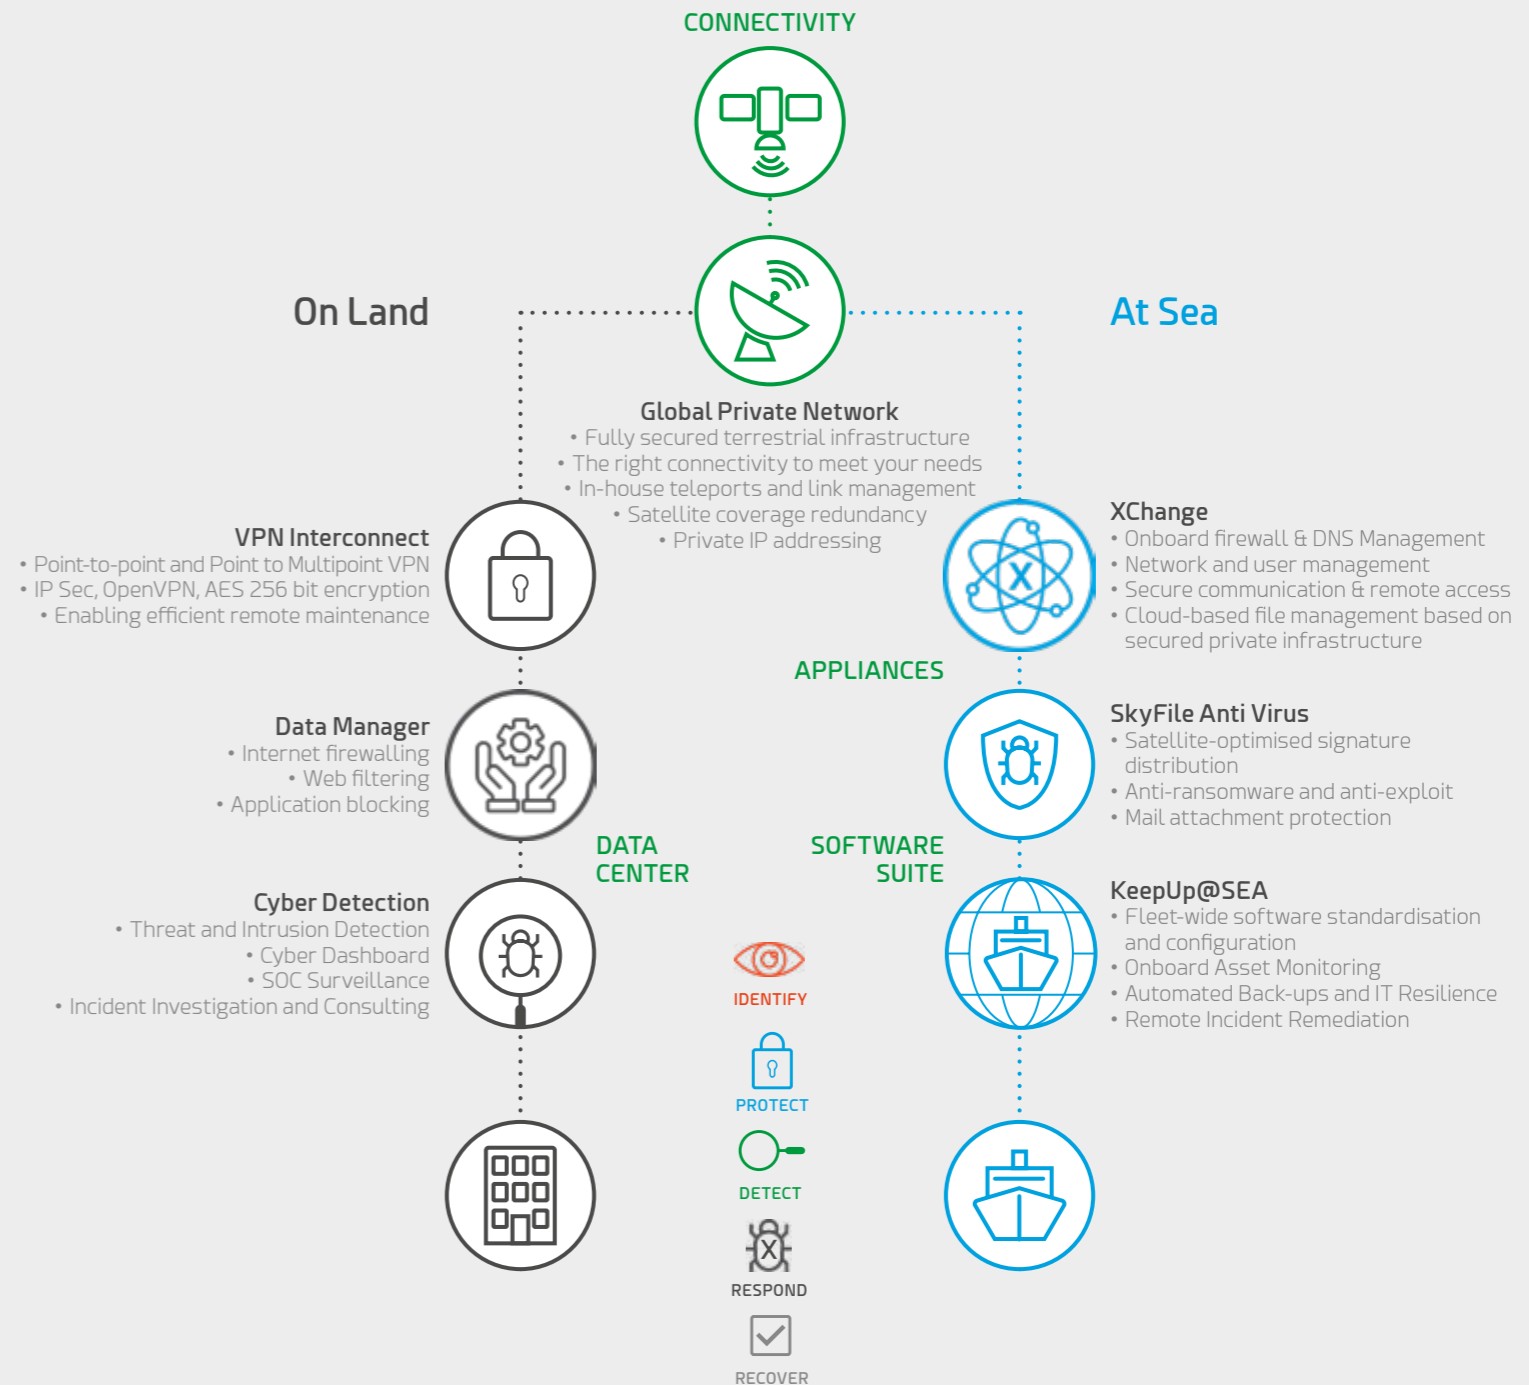 CONNECTIVITY
On Land
At Sea
Global Private Network
• Fully secured terrestrial infrastructure
• The right connectivity to meet your needs
• In-house teleports and link management
• Satellite coverage redundancy
• Private IP addressing
VPN Interconnect
• Point-to-point and Point to Multipoint VPN
• IP Sec, OpenVPN, AES 256 bit encryption
• Enabling efficient remote maintenance
X
XChange
• Onboard firewall & DNS Management
• Network and user management
• Secure communication & remote access
• Cloud-based file management based on
secured private infrastructure
APPLIANCES
Data Manager
• Internet firewalling
• Web filtering
• Application blocking
SkyFile Anti Virus
• Satellite-optimised signature
distribution
• Anti-ransomware and anti-exploit
• Mail attachment protection
DATA
CENTER
SOFTWARE
SUITE
Cyber Detection
• Threat and Intrusion Detection
• Cyber Dashboard
• SOC Surveillance
• Incident Investigation and Consulting
KeepUp@SEA
• Fleet-wide software standardisation
and configuration
• Onboard Asset Monitoring
• Automated Back-ups and IT Resilience
• Remote Incident Remediation
IDENTIFY
PROTECT
DETECT
X
RESPOND
RECOVER